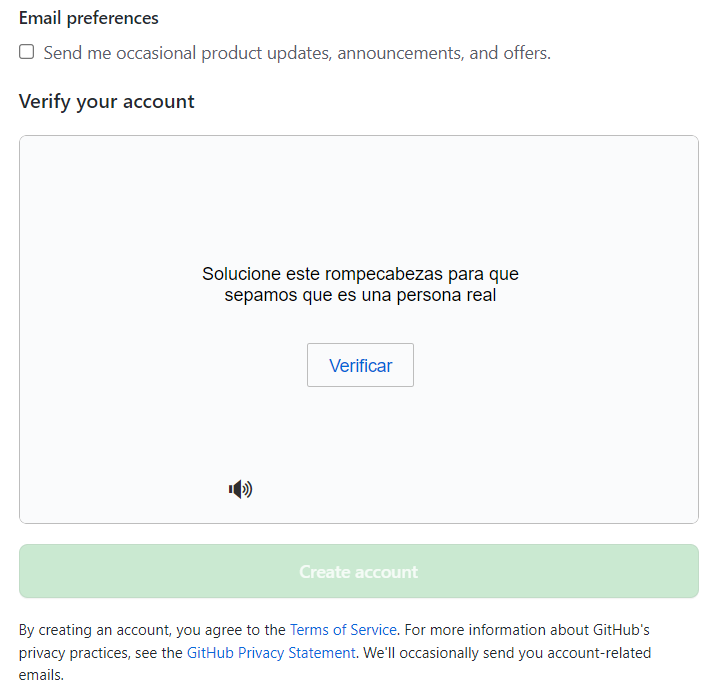 Email preferences
Send me occasional product updates, announcements, and offers.
Verify your account
Solucione este rompecabezas para que
sepamos que es una persona real
Verificar
Create account
By creating an account, you agree to the Terms of Service. For more information about GitHub's
privacy practices, see the GitHub Privacy Statement. We'll occasionally send you account-related
emails.